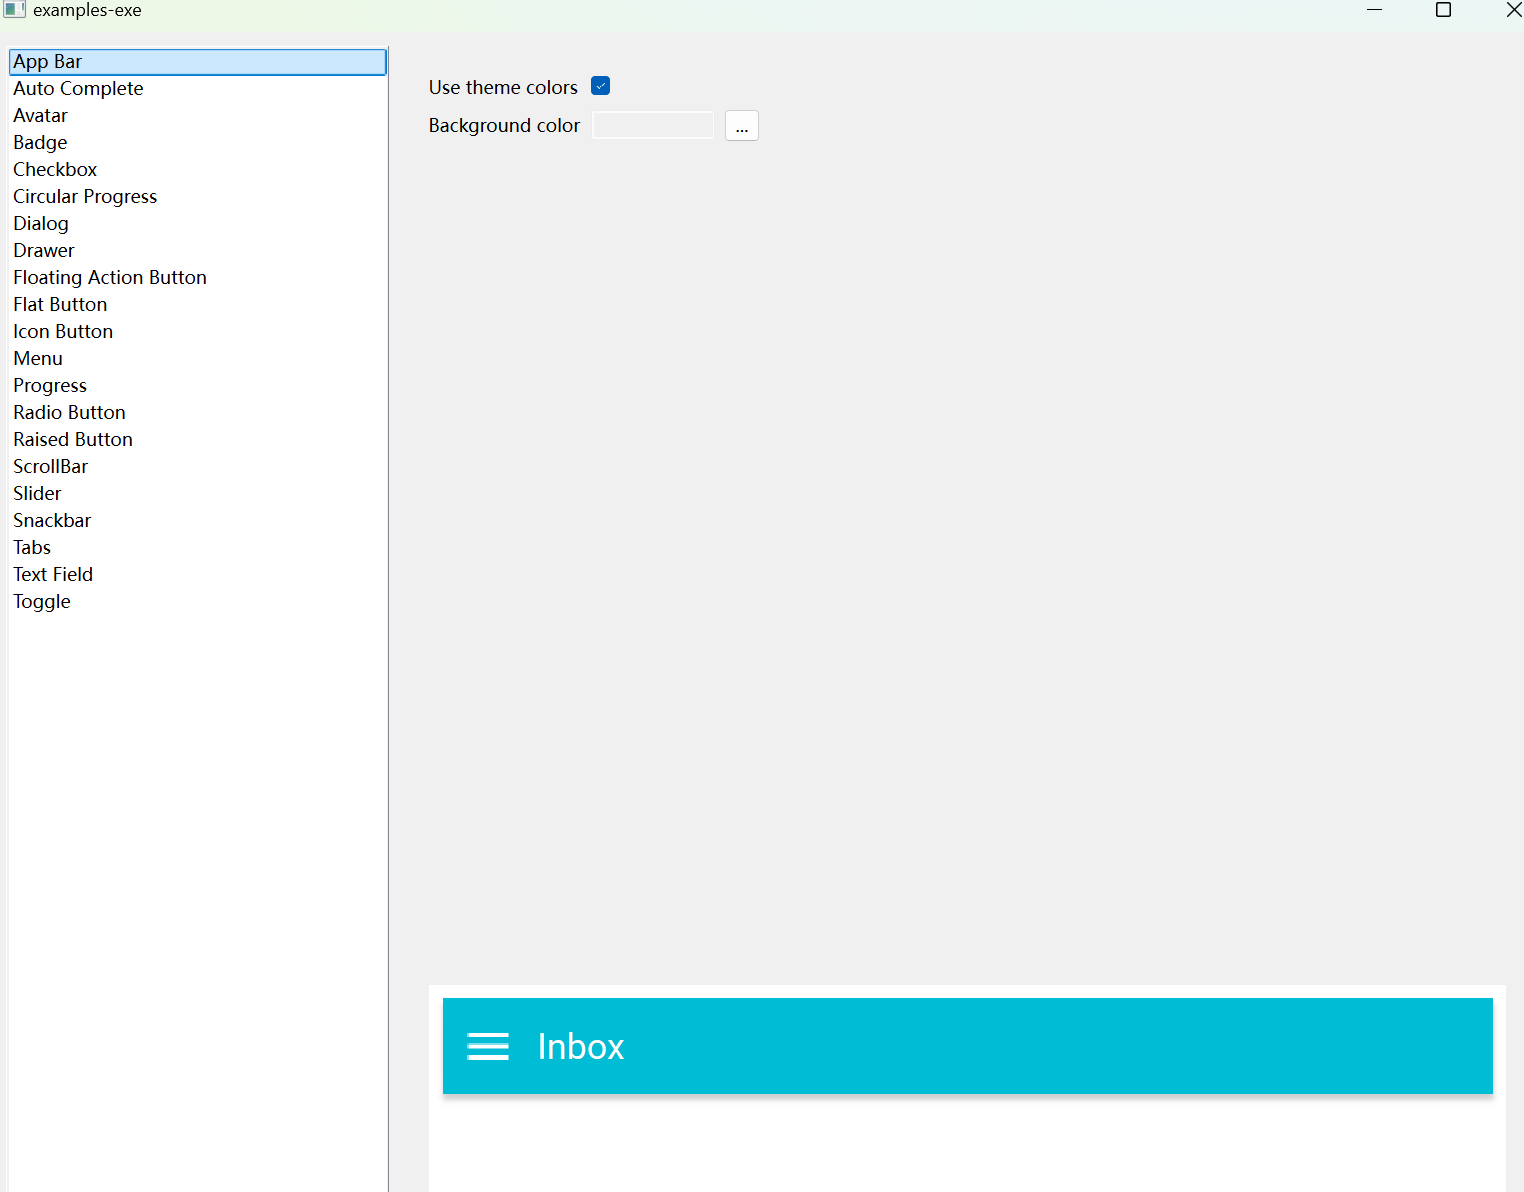 examples-exe
App Bar
Auto Complete
Avatar
Badge
Checkbox
Circular Progress
Dialog
Drawer
Floating Action Button
Flat Button
Icon Button
Menu
Progress
Radio Button
Raised Button
ScrollBar
Slider
Snackbar
Tabs
Text Field
Toggle
Use theme colors
Background color ...
Inbox